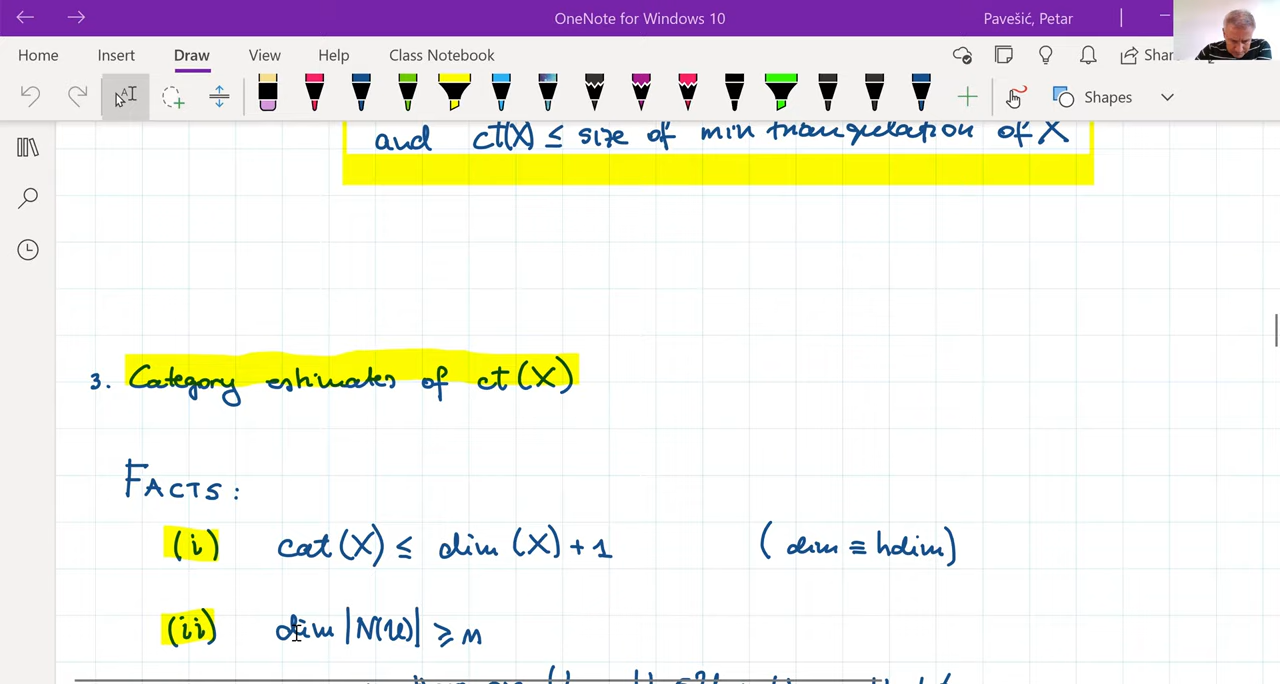 OneNote for Windows 10
Pavešić, Petar
Home Insert Draw View Help Class Notebook
Shar
Shapes
and ct(X) ≤ size of min triangulation of X
3. Category estimates of ct(X)
FACTS:
(i) cat(X) ≤ dim(X)+1 (dim ≡ hdim)
(ii) dim |N(U)| ≥ n